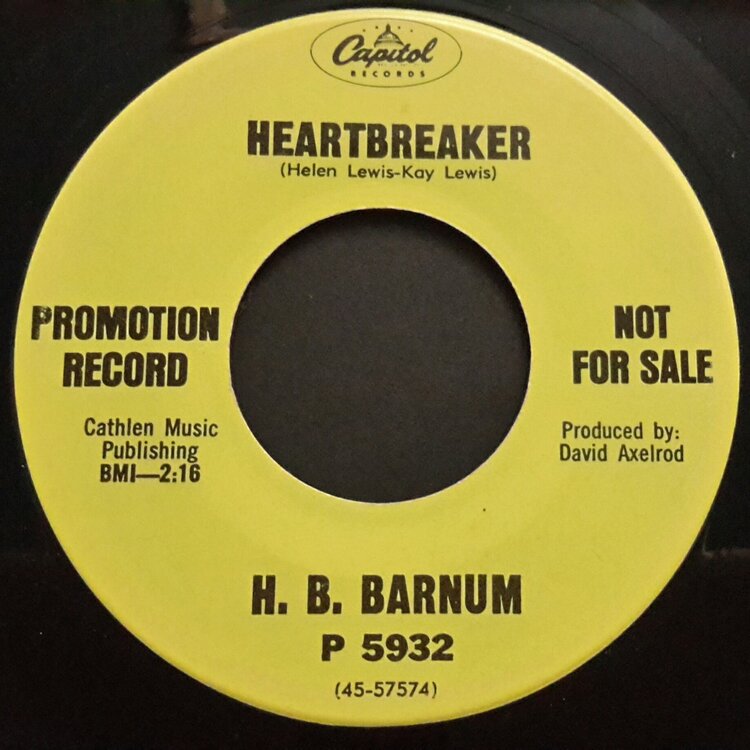 Capitol
RECORDS
HEARTBREAKER
(Helen Lewis-Kay Lewis)
PROMOTION
RECORD
Cathlen Music
Publishing
BMI—2:16
NOT
FOR SALE
Produced by:
David Axelrod
H. B. BARNUM
P 5932
(45-57574)